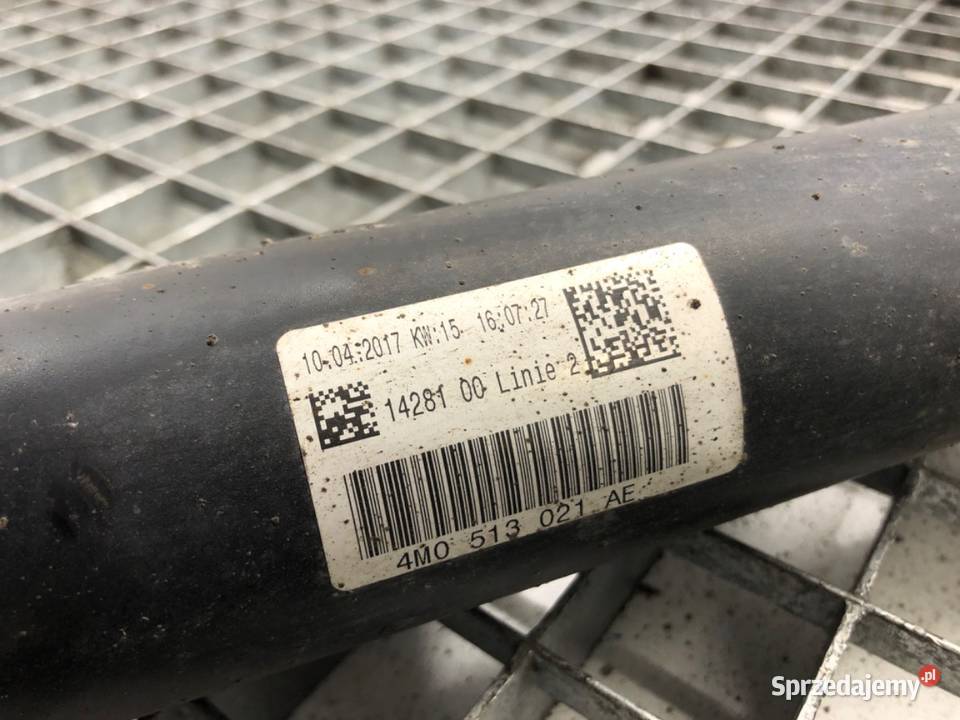 10.04.2017 KW:15 16:07:27
14281 00 Linie 2
4M0 513 021 AE
Sprzedajemy.pl